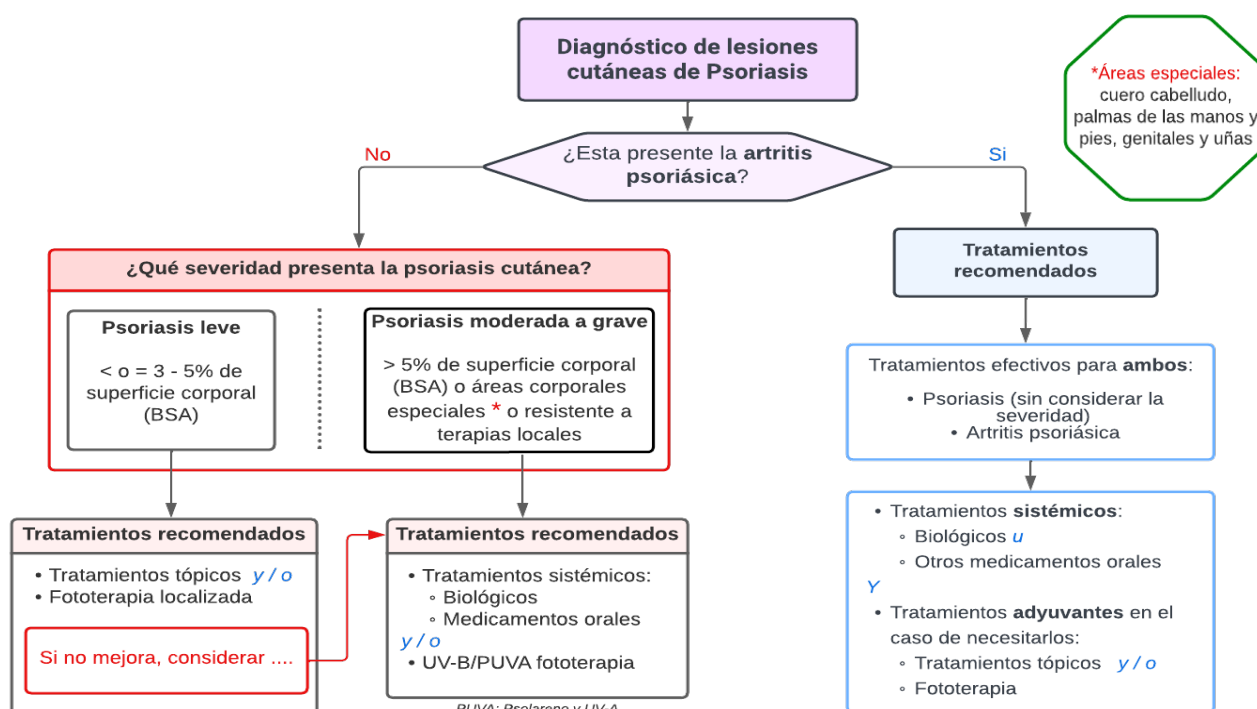 Diagnóstico de lesiones
cutáneas de Psoriasis
*Áreas especiales:
cuero cabelludo,
palmas de las manos y
pies, genitales y uñas
¿Esta presente la artritis
psoriásica?
No
Si
¿Qué severidad presenta la psoriasis cutánea?
Psoriasis leve
< o = 3 - 5% de
superficie corporal
(BSA)
Psoriasis moderada a grave
> 5% de superficie corporal
(BSA) o áreas corporales
especiales * o resistente a
terapias locales
Tratamientos recomendados
• Tratamientos tópicos y / o
• Fototerapia localizada
Si no mejora, considerar ....
Tratamientos recomendados
• Tratamientos sistémicos:
◦ Biológicos
◦ Medicamentos orales
y / o
• UV-B/PUVA fototerapia
PUVA: Psolareno y UV-A
Tratamientos
recomendados
Tratamientos efectivos para ambos:
• Psoriasis (sin considerar la
severidad)
• Artritis psoriásica
• Tratamientos sistémicos:
◦ Biológicos u
◦ Otros medicamentos orales
Y
• Tratamientos adyuvantes en el
caso de necesitarlos:
◦ Tratamientos tópicos y / o
◦ Fototerapia